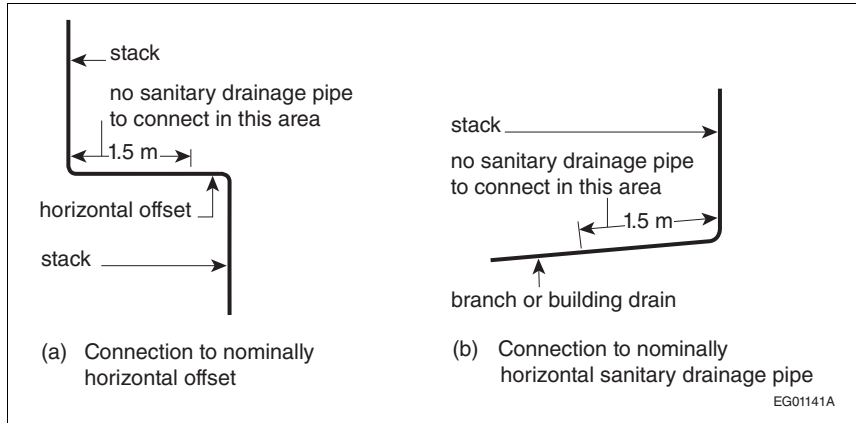 stack
no sanitary drainage pipe
to connect in this area
1.5 m
horizontal offset
stack
(a) Connection to nominally
horizontal offset
stack
no sanitary drainage pipe
to connect in this area
1.5 m
branch or building drain
(b) Connection to nominally
horizontal sanitary drainage pipe
EG01141A